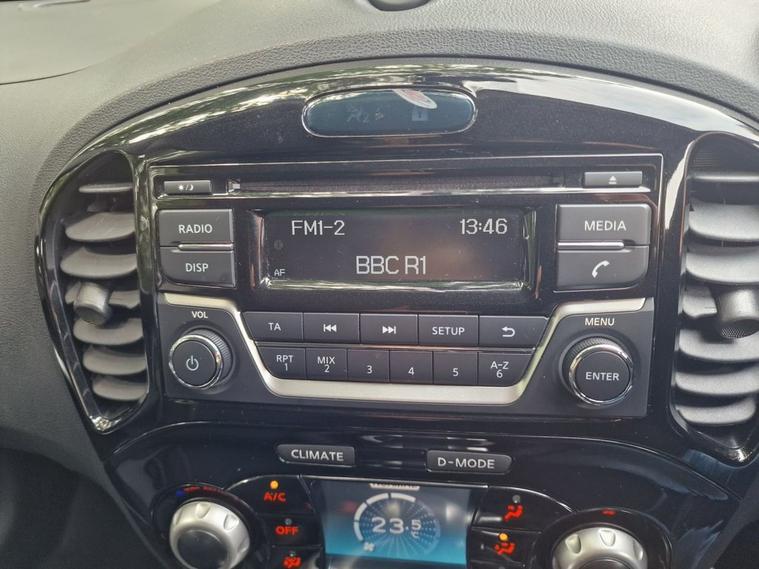 RADIO
DISP
FM1-2 13:46
AF
BBC R1
MEDIA
VOL
TA
SETUP
MENU
RPT
1
MIX
2
3
4
5
A-Z
6
ENTER
CLIMATE
D-MODE
A/C
OFF
23.5°C